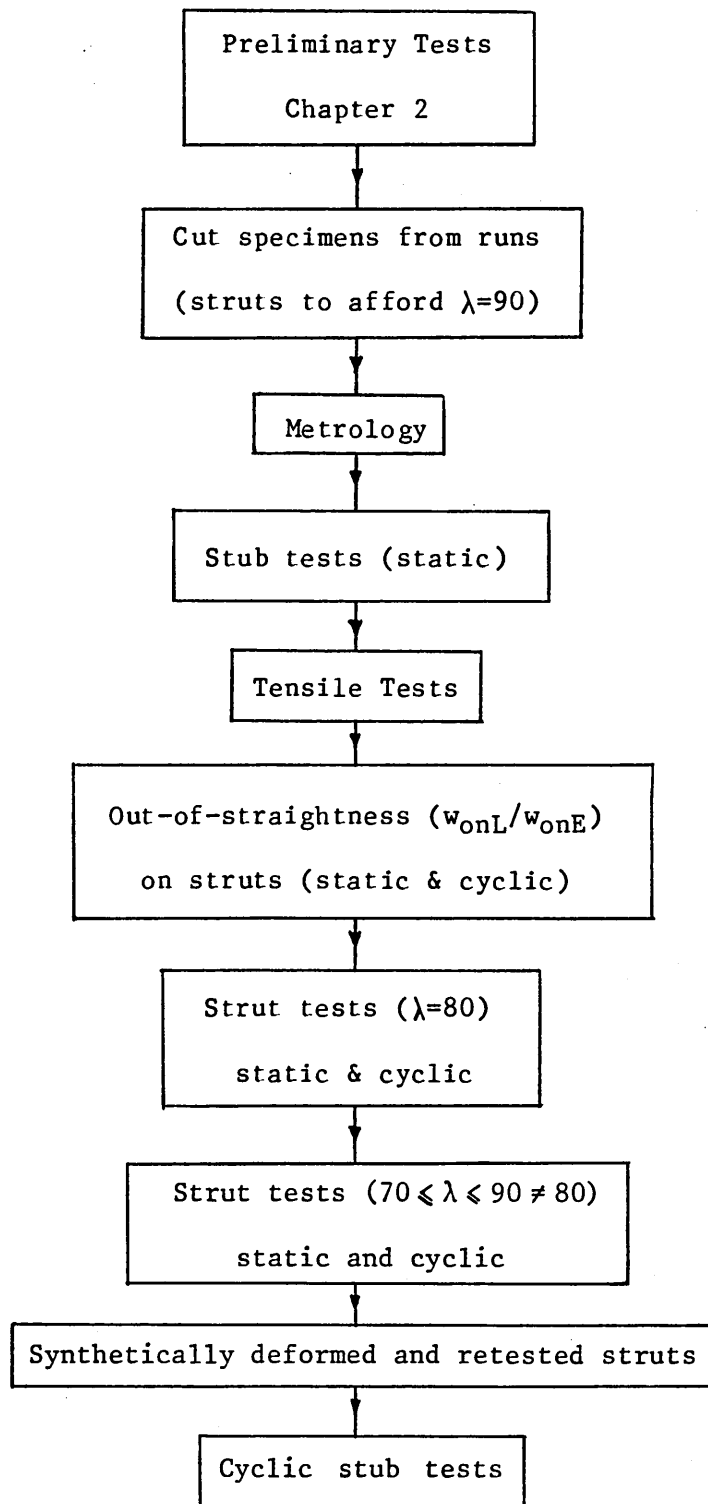 Preliminary Tests
Chapter 2
Cut specimens from runs
(struts to afford λ=90)
Metrology
Stub tests (static)
Tensile Tests
Out-of-straightness (wonL/wonE)
on struts (static & cyclic)
Strut tests (λ=80)
static & cyclic
Strut tests (70 ⩽ λ ⩽ 90 ≠ 80)
static and cyclic
Synthetically deformed and retested struts
Cyclic stub tests